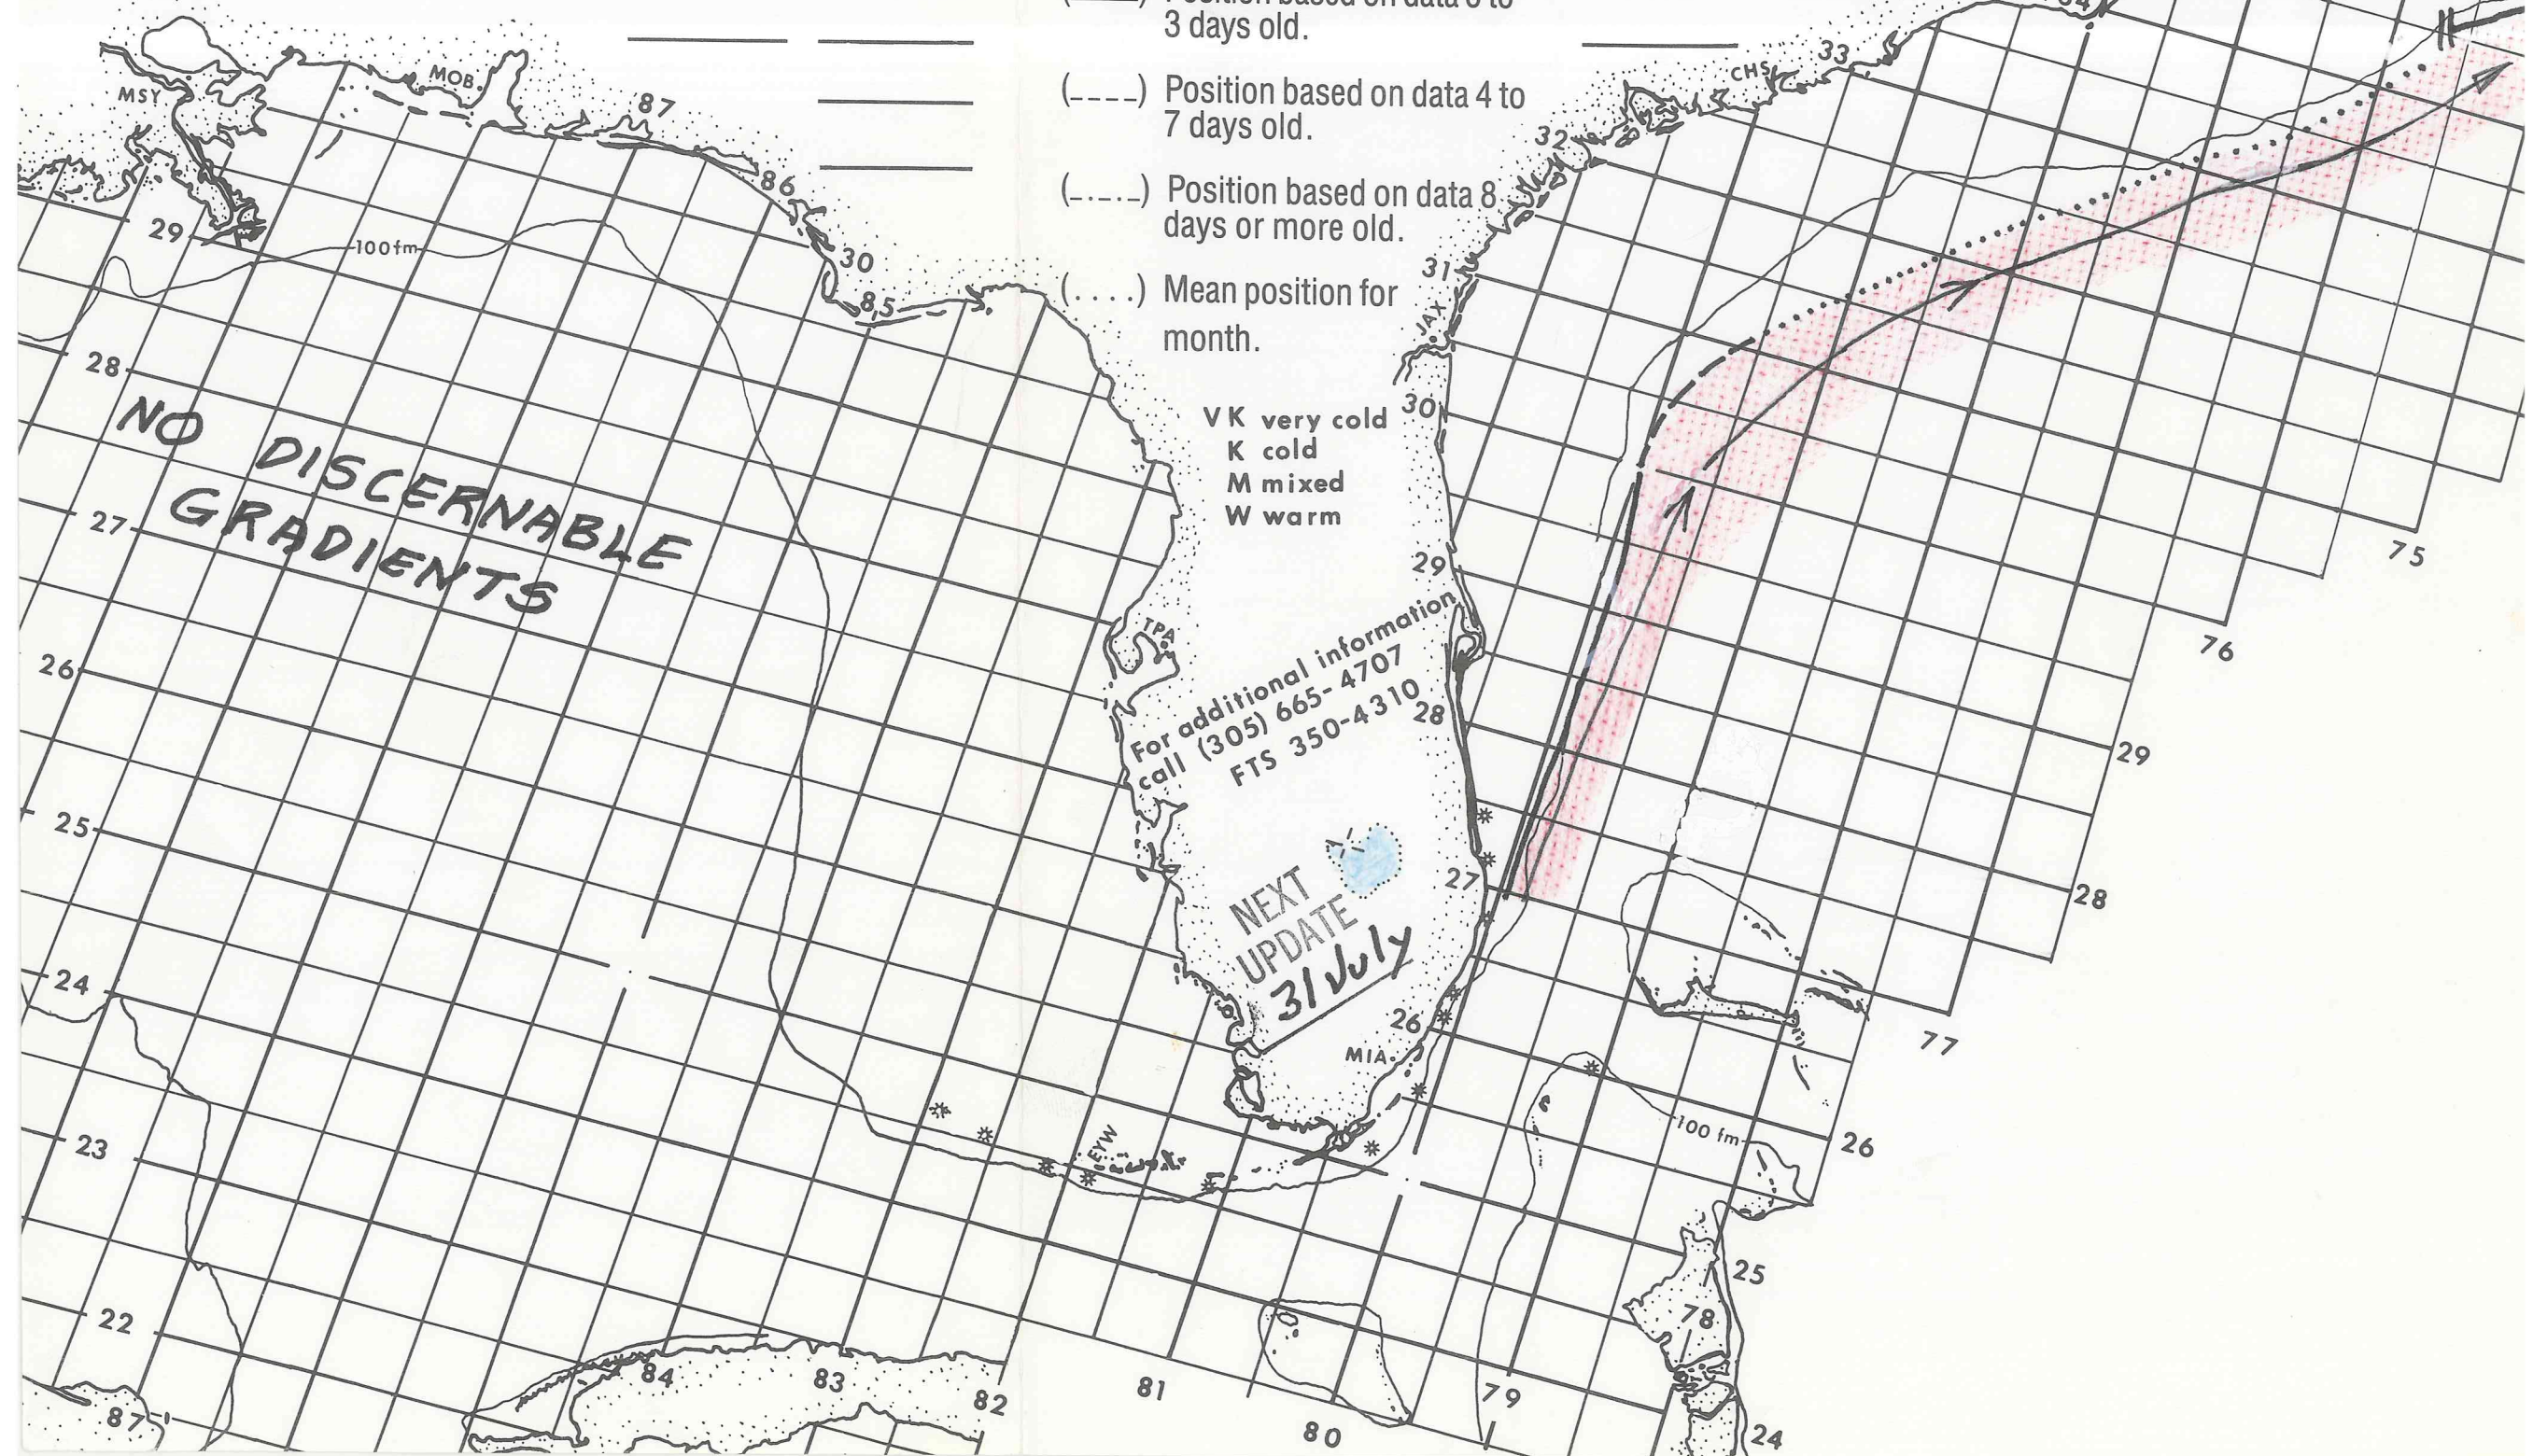 3 days old.
(----) Position based on data 4 to
7 days old.
(-.-.-) Position based on data 8
days or more old.
(....) Mean position for
month.
VK very cold
K cold
M mixed
W warm
For additional information
call (305) 665-4707
FTS 350-4310
NEXT
UPDATE
31 July
NO DISCERNABLE
GRADIENTS
MSY
MOB.
87
86
30
85
29
100fm
28
27
26
25
24
23
22
87
84
83
82
81
80
79
78
24
25
26
77
28
29
76
75
CHS
33
32
31
JAX
30
29
28
27
26
MIA.
EYW
TPA
100 fm